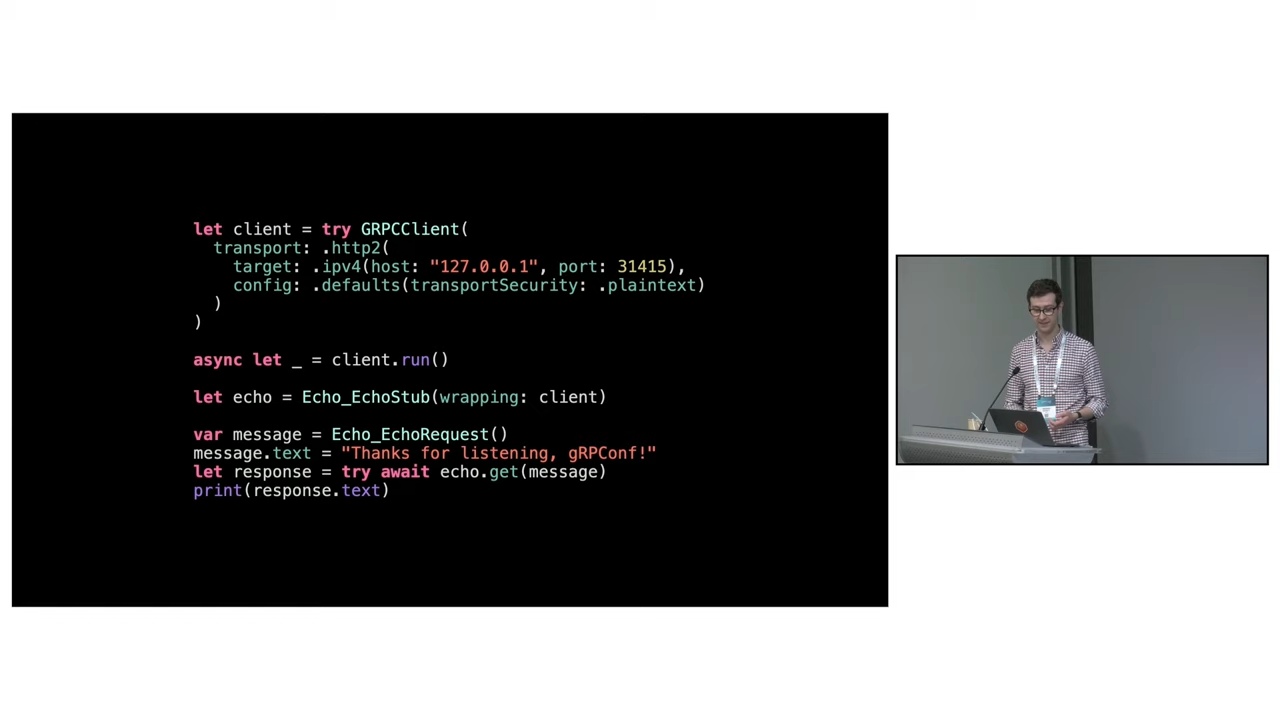 let client = try GRPCClient(
  transport: .http2(
    target: .ipv4(host: "127.0.0.1", port: 31415),
    config: .defaults(transportSecurity: .plaintext)
  )
)
async let _ = client.run()
let echo = Echo_EchoStub(wrapping: client)
var message = Echo_EchoRequest()
message.text = "Thanks for listening, gRPConf!"
let response = try await echo.get(message)
print(response.text)